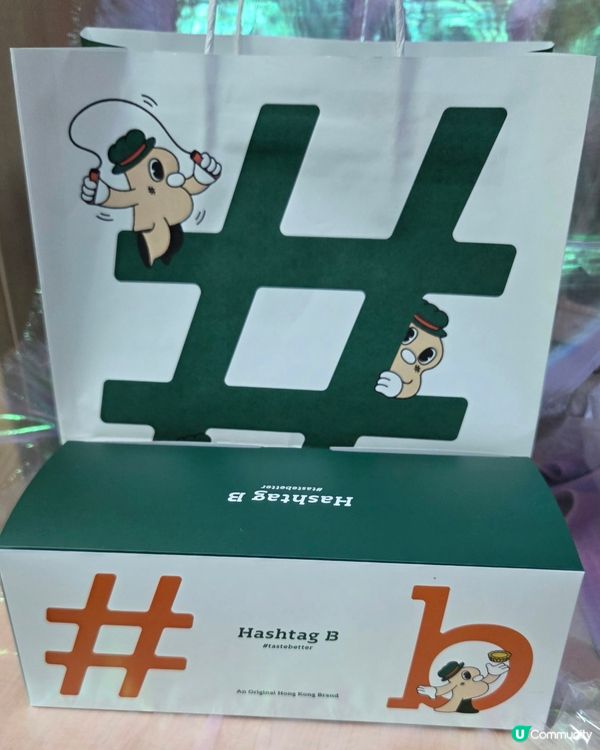 #
Hashtag B
#tastebetter
# b
Hashtag B
#tastebetter
An Original Hong Kong Brand
U Community